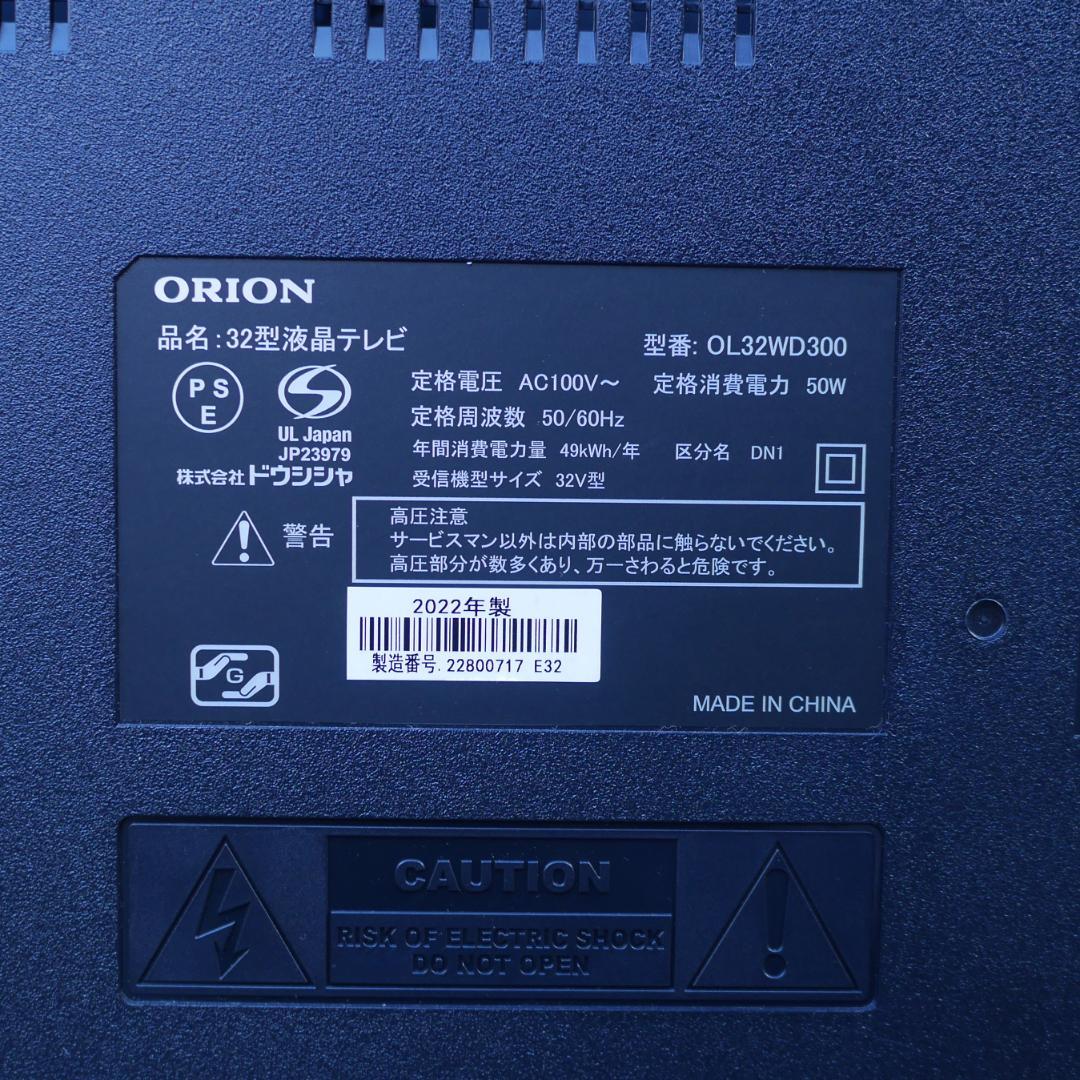 ORION
品名:32型液晶テレビ
型番: OL32WD300
P S
E
UL Japan
JP23979
株式会社ドウシシャ
定格電圧 AC100V~ 定格消費電力 50W
定格周波数 50/60Hz
年間消費電力量 49kWh/年 区分名 DN1
受信機型サイズ 32V型
警告
高圧注意
サービスマン以外は内部の部品に触らないでください。
高圧部分が数多くあり、万一さわると危険です。
2022年製
製造番号. 22800717 E32
G
MADE IN CHINA
CAUTION
RISK OF ELECTRIC SHOCK
DO NOT OPEN